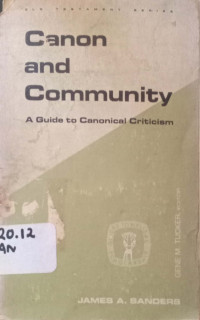 OLD TESTAMENT SERIES
Canon
and
Community
A Guide to Canonical Criticism
20.12
AN
GENE M. TUCKER, EDITOR
JAMES A. SANDERS